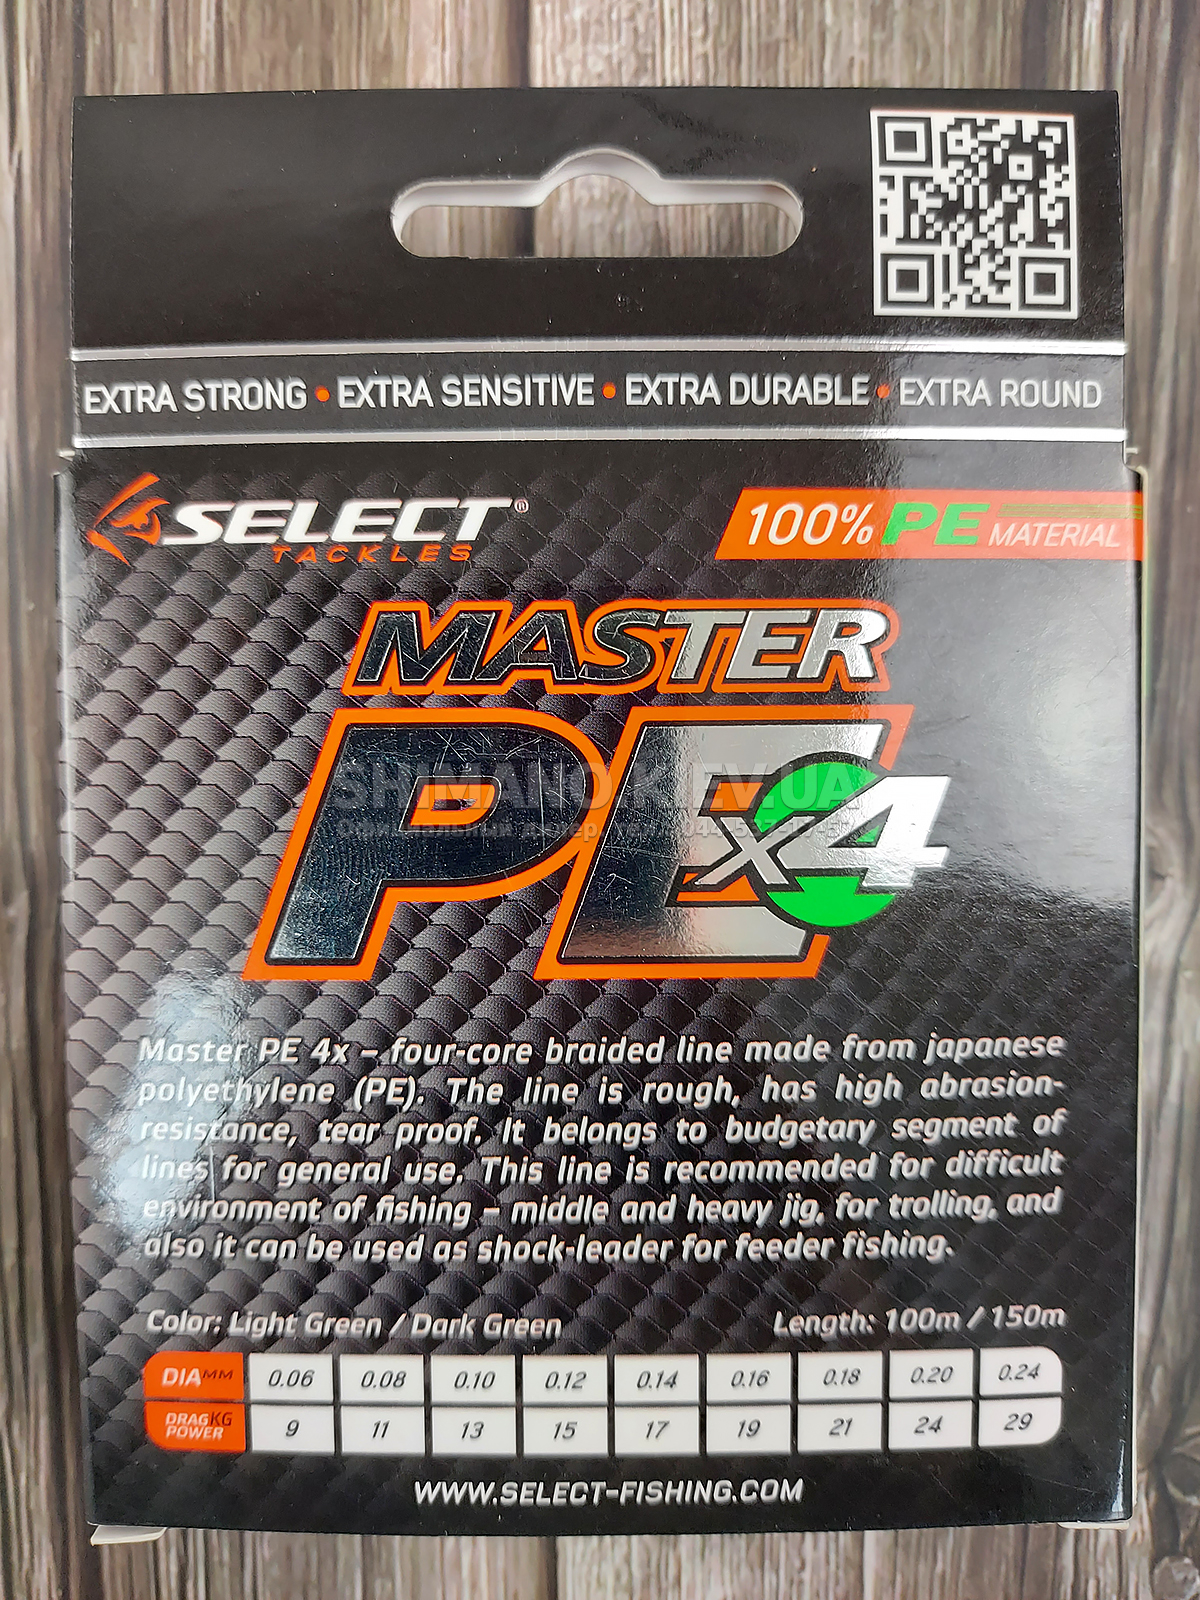 EXTRA STRONG • EXTRA SENSITIVE • EXTRA DURABLE • EXTRA ROUND
SELECT®
TACKLES
100% PE MATERIAL
MASTER
PE x4
SHIMANO.KIEV.UA
Официальный дилер
Master PE 4x – four-core braided line made from japanese
polyethylene (PE). The line is rough, has high abrasion-
resistance, tear proof. It belongs to budgetary segment of
lines for general use. This line is recommended for difficult
environment of fishing – middle and heavy jig, for trolling, and
also it can be used as shock-leader for feeder fishing.
Color: Light Green / Dark Green
Length: 100m / 150m
DIA MM 0.06 0.08 0.10 0.12 0.14 0.16 0.18 0.20 0.24
DRAG POWER KG 9 11 13 15 17 19 21 24 29
WWW.SELECT-FISHING.COM